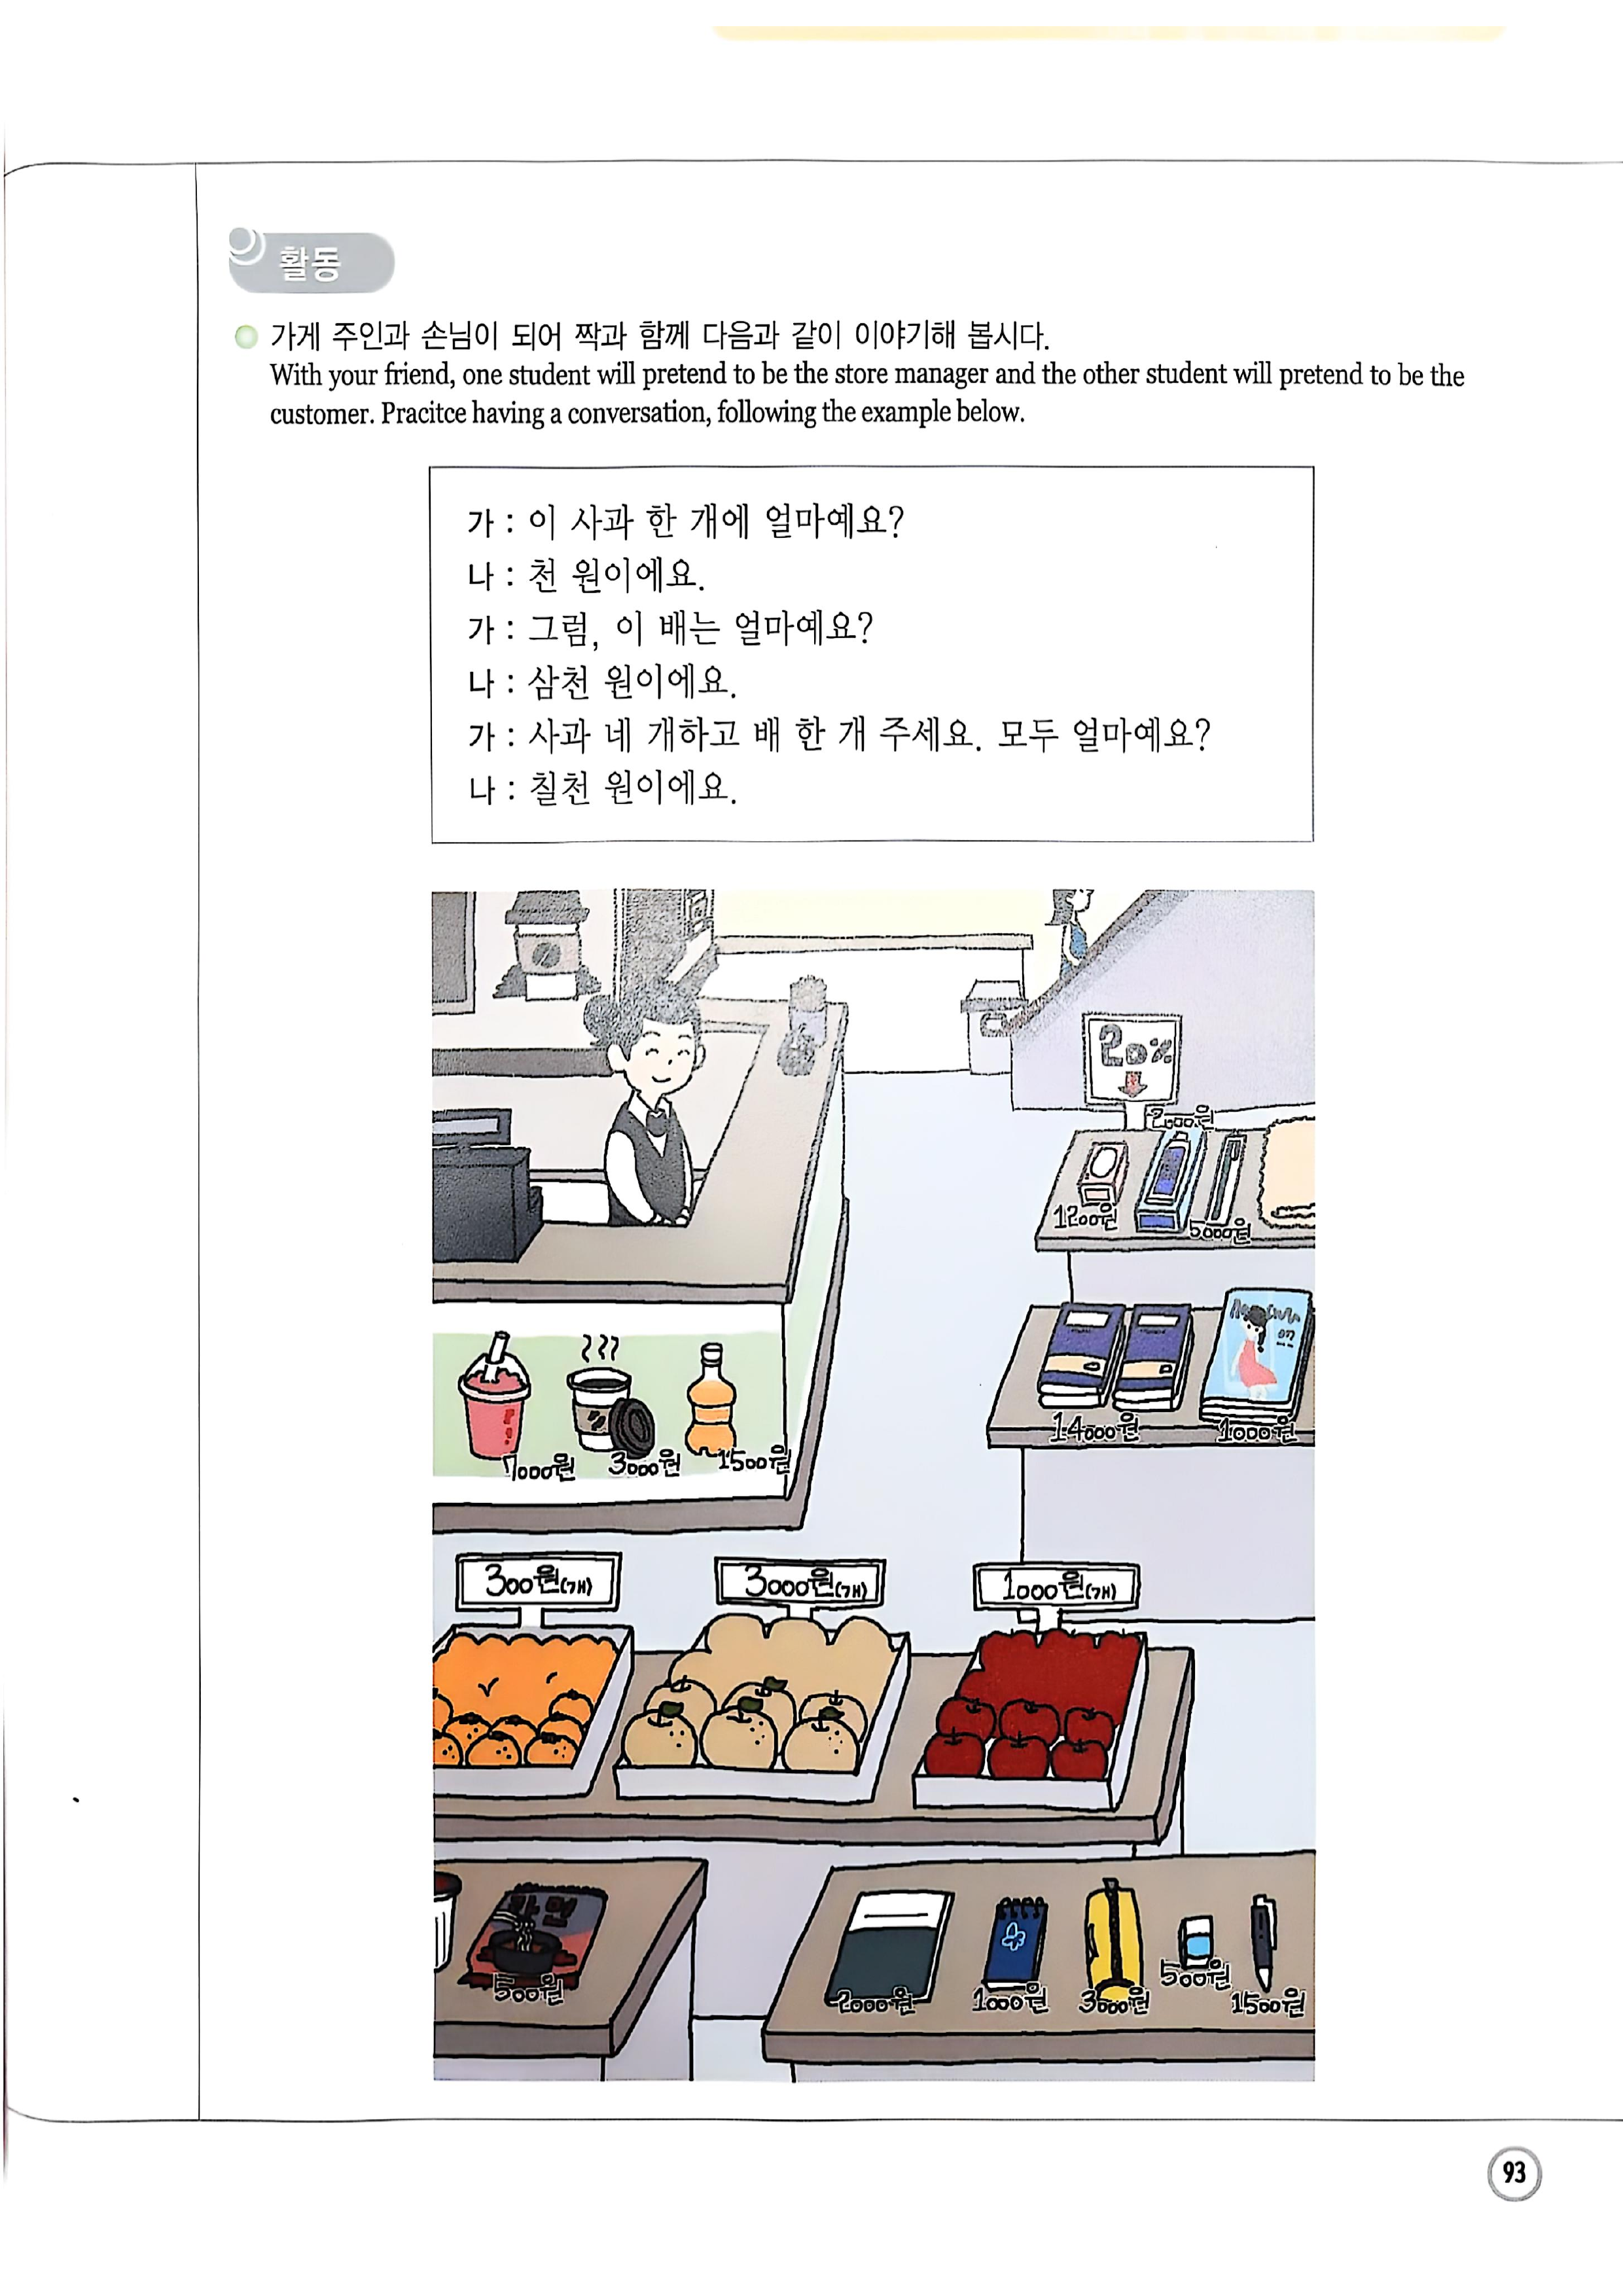 활동
가게 주인과 손님이 되어 짝과 함께 다음과 같이 이야기해 봅시다.
With your friend, one student will pretend to be the store manager and the other student will pretend to be the
customer. Pracitce having a conversation, following the example below.
가 : 이 사과 한 개에 얼마예요?
나 : 천 원이에요.
가 : 그럼, 이 배는 얼마예요?
나 : 삼천 원이에요.
가 : 사과 네 개하고 배 한 개 주세요. 모두 얼마예요?
나 : 칠천 원이에요.
20%
2000원
1200원
5000원
14000원
1000원
3000원
1500원
300원(개)
3000원(개)
1000원(개)
라면
500원
2000원
1000원
3000원
500원
1500원
93